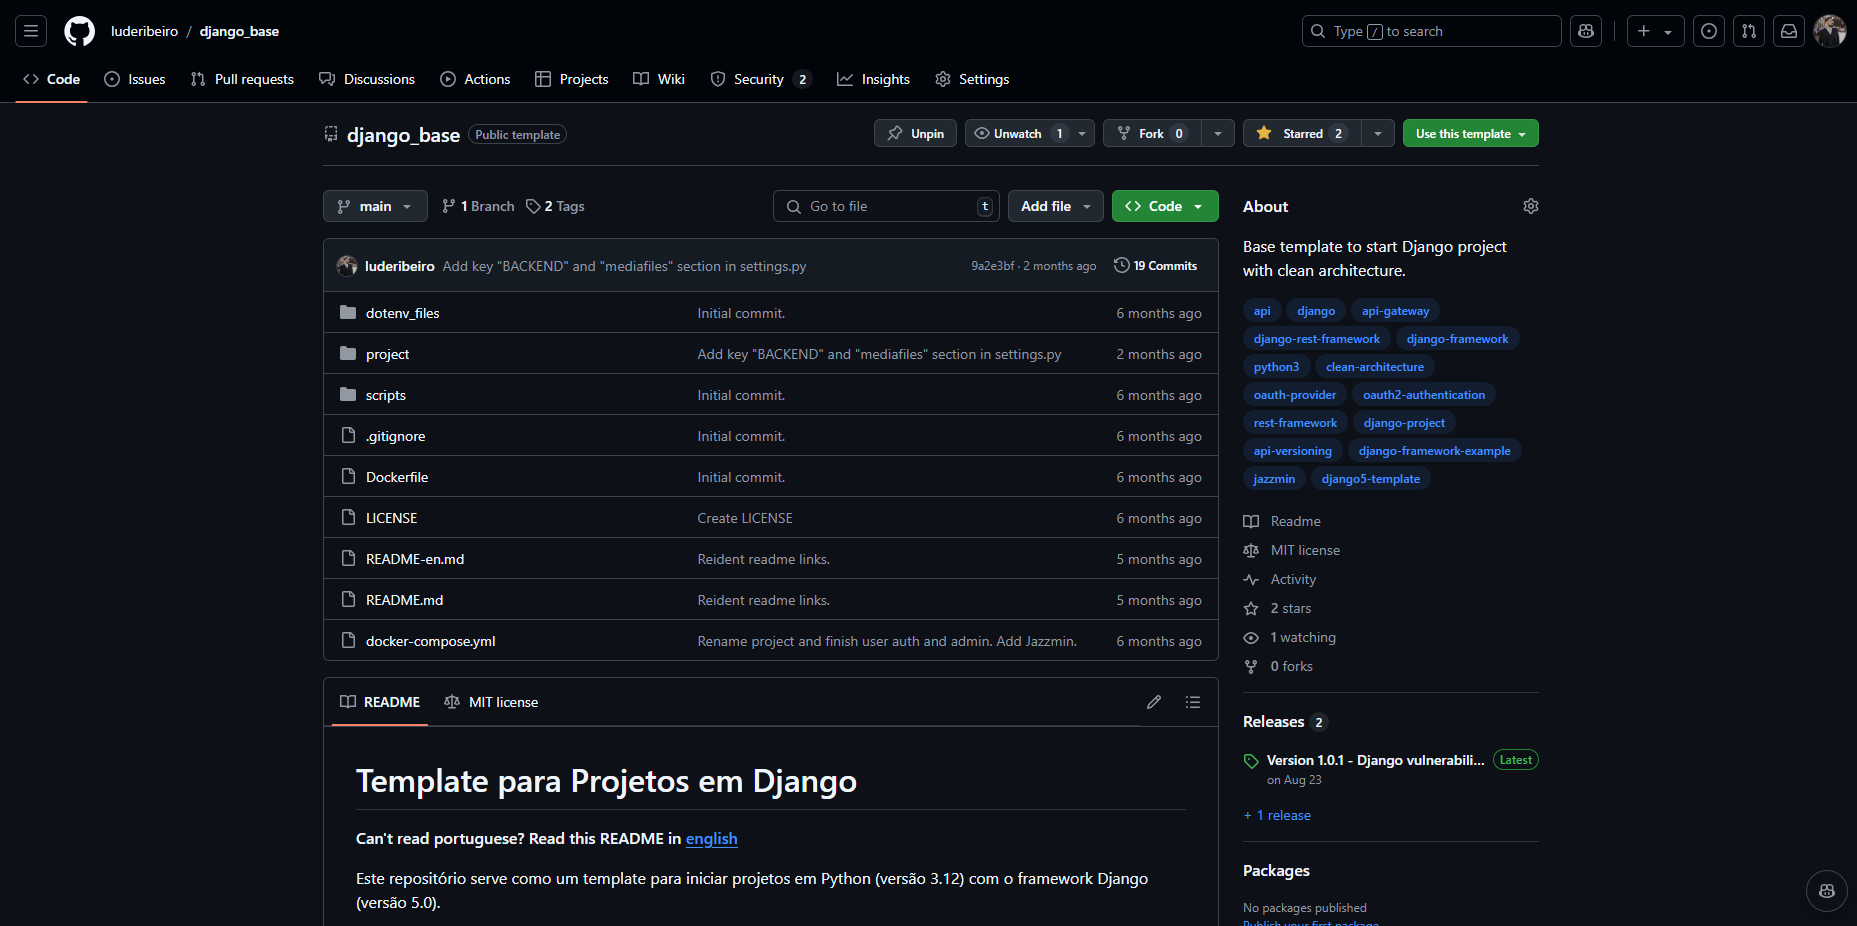 luderibeiro / django_base
Type / to search
Code
Issues
Pull requests
Discussions
Actions
Projects
Wiki
Security 2
Insights
Settings
django_base Public template
Unpin
Unwatch 1
Fork 0
Starred 2
Use this template
main
1 Branch
2 Tags
Go to file t
Add file
Code
luderibeiro Add key "BACKEND" and "mediafiles" section in settings.py 9a2e3bf · 2 months ago 19 Commits
dotenv_files Initial commit. 6 months ago
project Add key "BACKEND" and "mediafiles" section in settings.py 2 months ago
scripts Initial commit. 6 months ago
.gitignore Initial commit. 6 months ago
Dockerfile Initial commit. 6 months ago
LICENSE Create LICENSE 6 months ago
README-en.md Reident readme links. 5 months ago
README.md Reident readme links. 5 months ago
docker-compose.yml Rename project and finish user auth and admin. Add Jazzmin. 6 months ago
README
MIT license
Template para Projetos em Django
Can't read portuguese? Read this README in english
Este repositório serve como um template para iniciar projetos em Python (versão 3.12) com o framework Django
(versão 5.0).
About
Base template to start Django project
with clean architecture.
api django api-gateway
django-rest-framework django-framework
python3 clean-architecture
oauth-provider oauth2-authentication
rest-framework django-project
api-versioning django-framework-example
jazzmin django5-template
Readme
MIT license
Activity
2 stars
1 watching
0 forks
Releases 2
Version 1.0.1 - Django vulnerabili... Latest
on Aug 23
+ 1 release
Packages
No packages published
Publish your first package